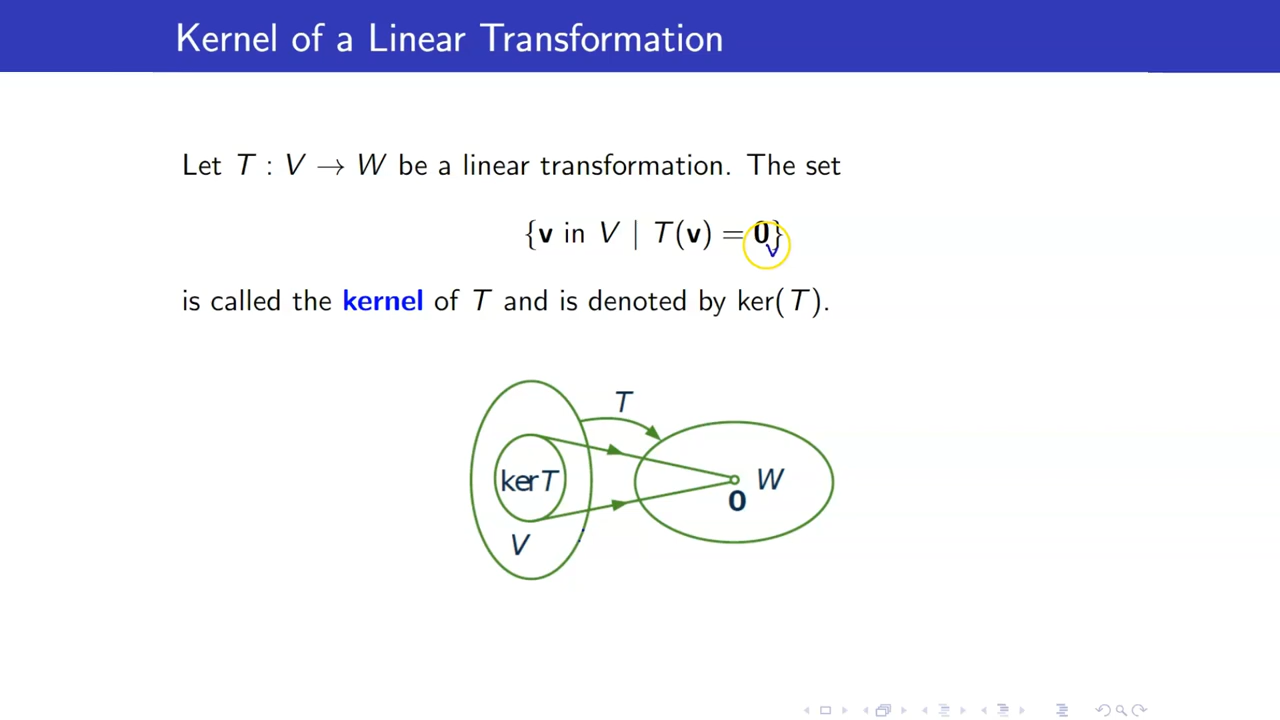 Kernel of a Linear Transformation
Let T : V → W be a linear transformation. The set
{v in V | T(v) = 0}
v
is called the kernel of T and is denoted by ker(T).
T
ker T
W
0
V